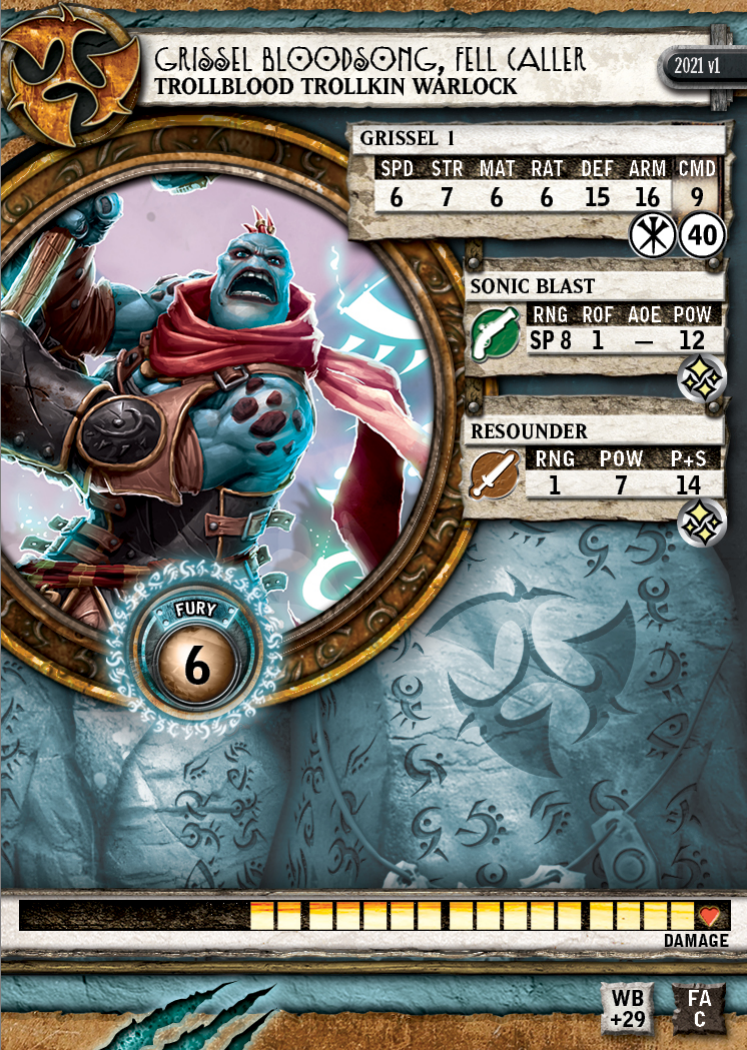 GRISSEL BLOODSONG, FELL CALLER
TROLLBLOOD TROLLKIN WARLOCK
2021 v1
GRISSEL 1
SPD STR MAT RAT DEF ARM CMD
6 7 6 6 15 16 9
40
SONIC BLAST
RNG ROF AOE POW
SP 8 1 — 12
RESOUNDER
RNG POW P+S
1 7 14
FURY
6
DAMAGE
WB
+29
FA
C